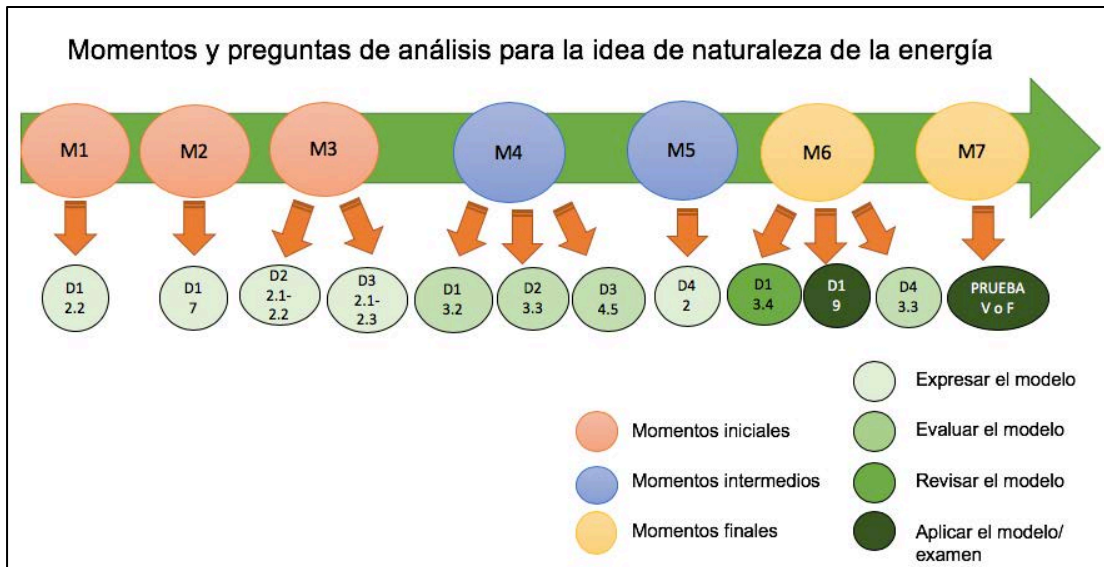 Momentos y preguntas de análisis para la idea de naturaleza de la energía
M1
M2
M3
M4
M5
M6
M7
D1
2.2
D1
7
D2
2.1-
2.2
D3
2.1-
2.3
D1
3.2
D2
3.3
D3
4.5
D4
2
D1
3.4
D1
9
D4
3.3
PRUEBA
V o F
Momentos iniciales
Momentos intermedios
Momentos finales
Expresar el modelo
Evaluar el modelo
Revisar el modelo
Aplicar el modelo/
examen